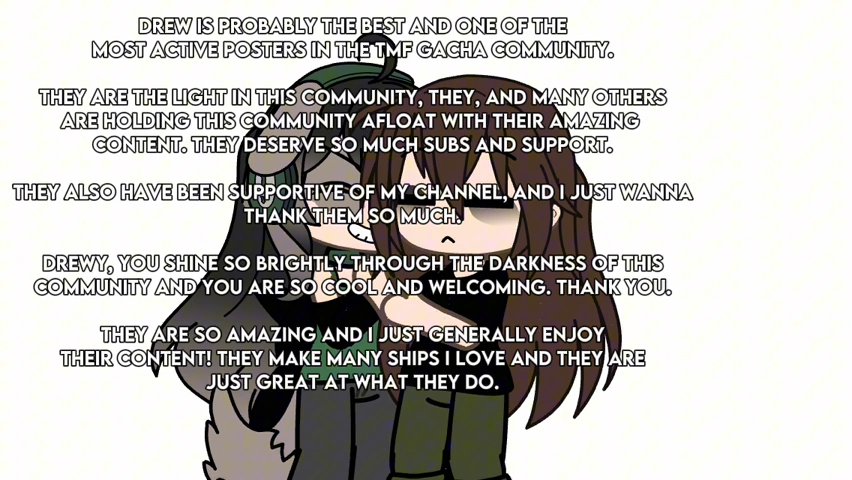 DREW IS PROBABLY THE BEST AND ONE OF THE
MOST ACTIVE POSTERS IN THE TMF GACHA COMMUNITY.
THEY ARE THE LIGHT IN THIS COMMUNITY, THEY, AND MANY OTHERS
ARE HOLDING THIS COMMUNITY AFLOAT WITH THEIR AMAZING
CONTENT. THEY DESERVE SO MUCH SUBS AND SUPPORT.
THEY ALSO HAVE BEEN SUPPORTIVE OF MY CHANNEL, AND I JUST WANNA
THANK THEM SO MUCH.
DREWY, YOU SHINE SO BRIGHTLY THROUGH THE DARKNESS OF THIS
COMMUNITY AND YOU ARE SO COOL AND WELCOMING. THANK YOU.
THEY ARE SO AMAZING AND I JUST GENERALLY ENJOY
THEIR CONTENT! THEY MAKE MANY SHIPS I LOVE AND THEY ARE
JUST GREAT AT WHAT THEY DO.